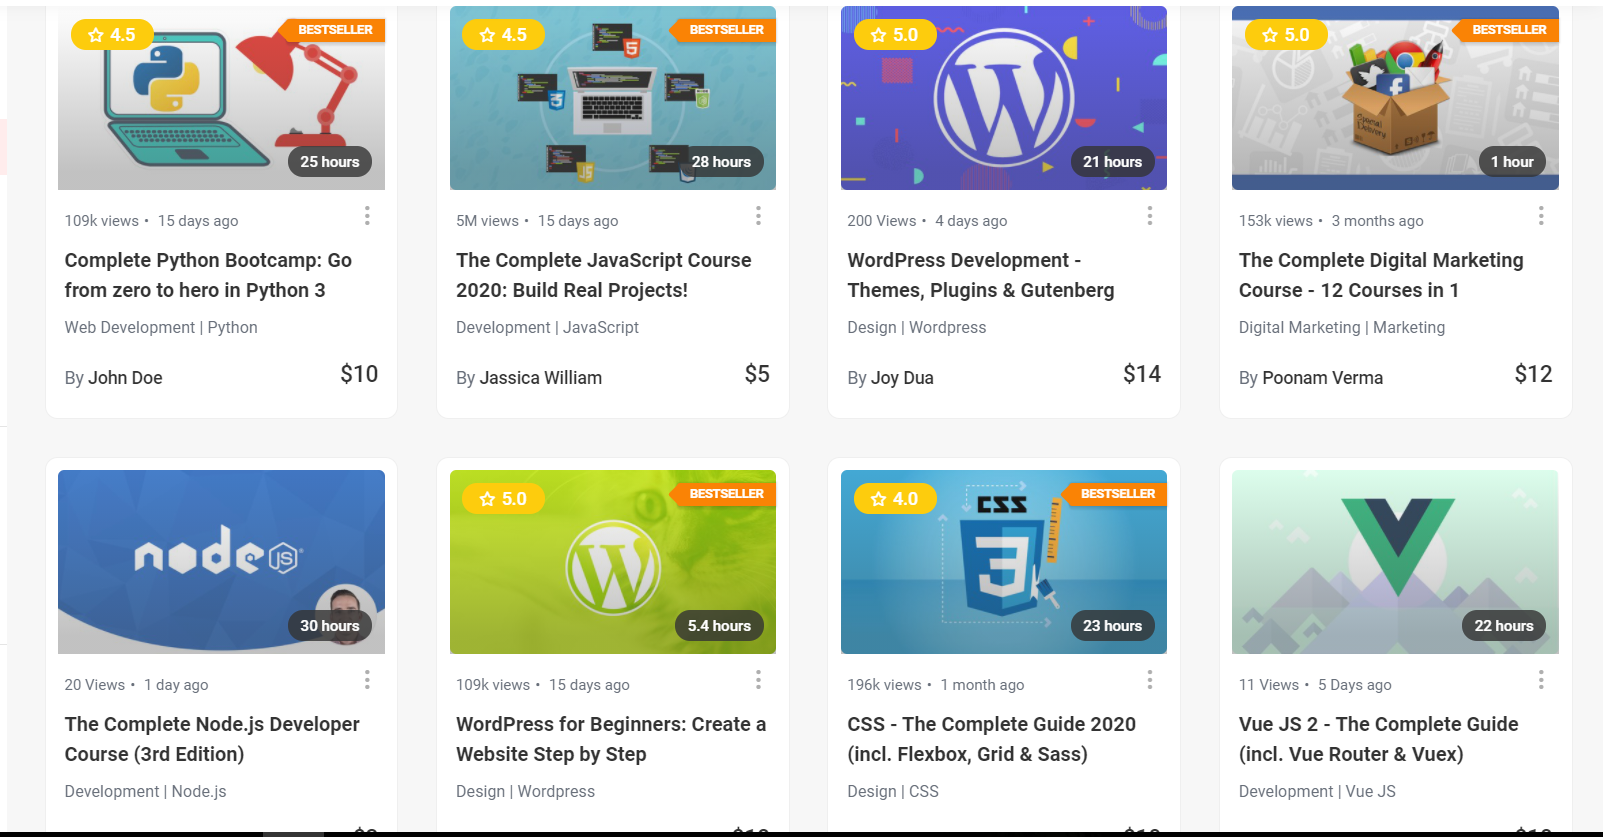 4.5
BESTSELLER
25 hours
109k views • 15 days ago
Complete Python Bootcamp: Go
from zero to hero in Python 3
Web Development | Python
By John Doe
$10
4.5
BESTSELLER
5
3
JS
28 hours
5M views • 15 days ago
The Complete JavaScript Course
2020: Build Real Projects!
Development | JavaScript
By Jassica William
$5
5.0
BESTSELLER
W
21 hours
200 Views • 4 days ago
WordPress Development -
Themes, Plugins & Gutenberg
Design | Wordpress
By Joy Dua
$14
5.0
BESTSELLER
f
Special
Delivery
1 hour
153k views • 3 months ago
The Complete Digital Marketing
Course - 12 Courses in 1
Digital Marketing | Marketing
By Poonam Verma
$12
node JS
30 hours
20 Views • 1 day ago
The Complete Node.js Developer
Course (3rd Edition)
Development | Node.js
5.0
BESTSELLER
W
5.4 hours
109k views • 15 days ago
WordPress for Beginners: Create a
Website Step by Step
Design | Wordpress
4.0
BESTSELLER
CSS
3
23 hours
196k views • 1 month ago
CSS - The Complete Guide 2020
(incl. Flexbox, Grid & Sass)
Design | CSS
22 hours
11 Views • 5 Days ago
Vue JS 2 - The Complete Guide
(incl. Vue Router & Vuex)
Development | Vue JS